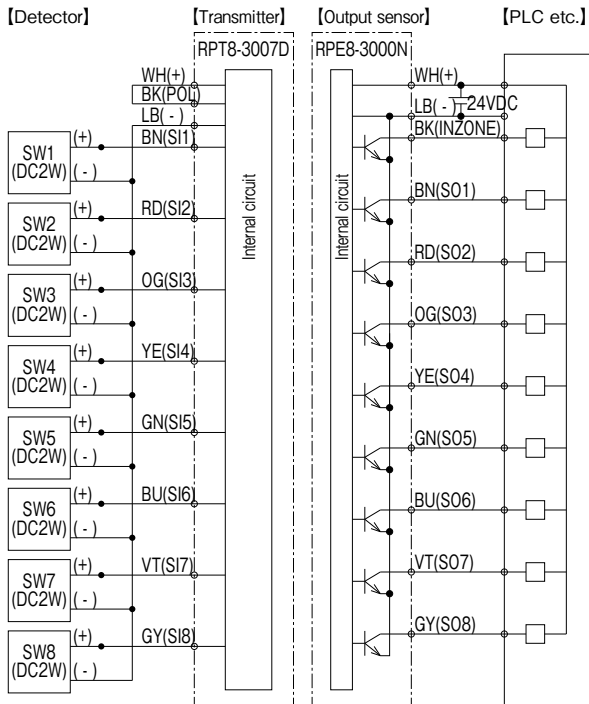 【Detector】 【Transmitter】 【Output sensor】 【PLC etc.】
RPT8-3007D RPE8-3000N
WH(+) WH(+)
BK(POL)
LB( - ) LB( - ) 24VDC
BK(INZONE)
SW1
(DC2W)
(+)
( - )
BN(SI1)
SW2
(DC2W)
(+)
( - )
RD(SI2)
SW3
(DC2W)
(+)
( - )
OG(SI3)
SW4
(DC2W)
(+)
( - )
YE(SI4)
SW5
(DC2W)
(+)
( - )
GN(SI5)
SW6
(DC2W)
(+)
( - )
BU(SI6)
SW7
(DC2W)
(+)
( - )
VT(SI7)
SW8
(DC2W)
(+)
( - )
GY(SI8)
Internal circuit
Internal circuit
BN(SO1)
RD(SO2)
OG(SO3)
YE(SO4)
GN(SO5)
BU(SO6)
VT(SO7)
GY(SO8)